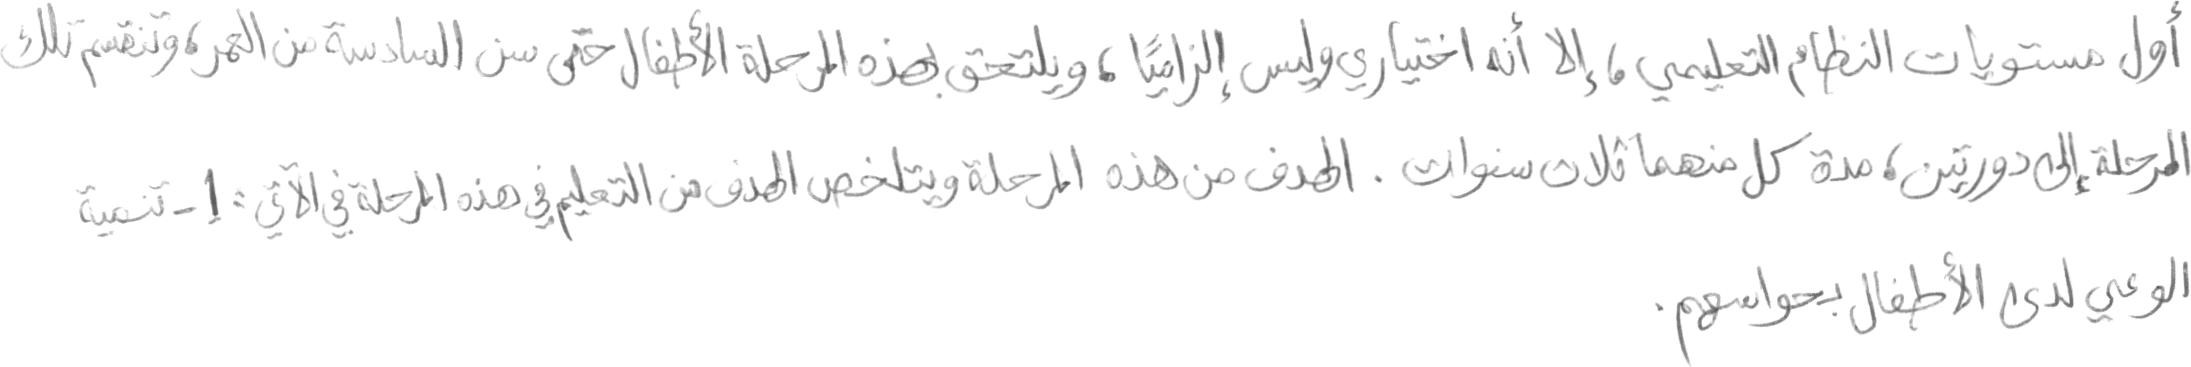 أول مستويات النظام التعليمي، إلا أنه اختياري وليس إلزاميًا، ويلتحق بهذه المرحلة الأطفال حتى سن السادسة من العمر، وتنقسم تلك
المرحلة إلى دورتين، مدة كل منهما ثلاث سنوات. الهدف من هذه المرحلة ويتلخص الهدف من التعليم في هذه المرحلة في الآتي: 1- تنمية
الوعي لدى الأطفال بحواسهم.